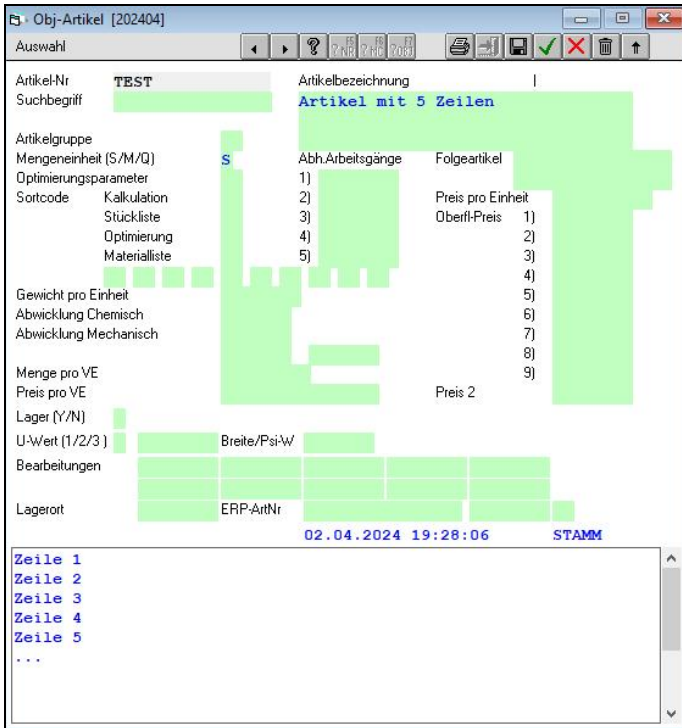 Obj-Artikel [202404]
Auswahl
Artikel-Nr TEST Artikelbezeichnung
Suchbegriff Artikel mit 5 Zeilen
Artikelgruppe
Mengeneinheit (S/M/Q) S Abh.Arbeitsgänge Folgeartikel
Optimierungsparameter 1)
Sortcode Kalkulation 2) Preis pro Einheit
Stückliste 3) Oberfl-Preis 1)
Optimierung 4) 2)
Materialliste 5) 3)
4)
Gewicht pro Einheit 5)
Abwicklung Chemisch 6)
Abwicklung Mechanisch 7)
8)
Menge pro VE 9)
Preis pro VE Preis 2
Lager (Y/N)
U-Wert (1/2/3 ) Breite/Psi-W
Bearbeitungen
Lagerort ERP-ArtNr
02.04.2024 19:28:06 STAMM
Zeile 1
Zeile 2
Zeile 3
Zeile 4
Zeile 5
...